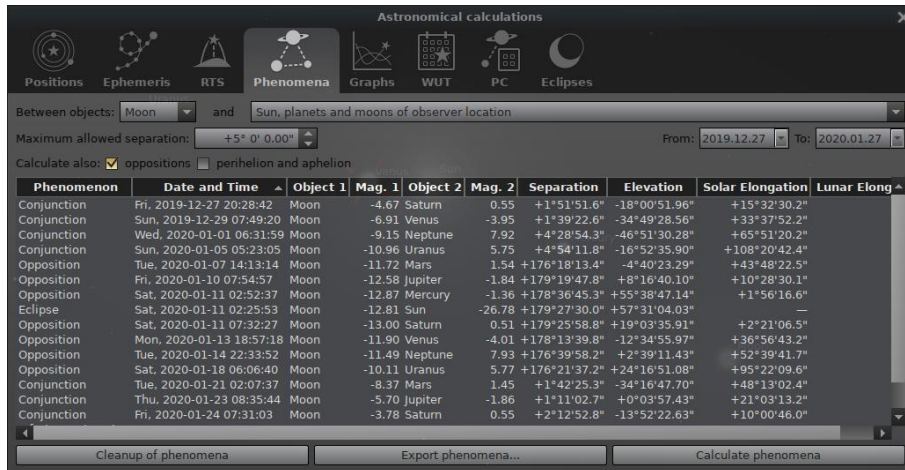 Astronomical calculations
Positions Ephemeris RTS Phenomena Graphs WUT PC Eclipses
Between objects: Moon and Sun, planets and moons of observer location
Maximum allowed separation: +5° 0' 0.00" From: 2019.12.27 To: 2020.01.27
Calculate also: oppositions perihelion and aphelion
Phenomenon Date and Time Object 1 Mag. 1 Object 2 Mag. 2 Separation Elevation Solar Elongation Lunar Elong
Conjunction Fri, 2019-12-27 20:28:42 Moon -4.67 Saturn 0.55 +1°51'51.6" -18°00'51.96" +15°32'30.2"
Conjunction Sun, 2019-12-29 07:49:20 Moon -6.91 Venus -3.95 +1°39'22.6" -34°49'28.56" +33°37'52.2"
Conjunction Wed, 2020-01-01 06:31:59 Moon -9.15 Neptune 7.92 +4°28'54.3" -46°51'30.28" +65°51'20.2"
Conjunction Sun, 2020-01-05 05:23:05 Moon -10.96 Uranus 5.75 +4°54'11.8" -16°52'35.90" +108°20'42.4"
Opposition Tue, 2020-01-07 14:13:14 Moon -11.72 Mars 1.54 +176°18'13.4" -4°40'23.29" +43°48'22.5"
Opposition Fri, 2020-01-10 07:54:57 Moon -12.58 Jupiter -1.84 +179°19'47.8" +8°16'40.10" +10°28'30.1"
Opposition Sat, 2020-01-11 02:52:37 Moon -12.87 Mercury -1.36 +178°36'45.3" +55°38'47.14" +1°56'16.6"
Eclipse Sat, 2020-01-11 02:25:53 Moon -12.81 Sun -26.78 +179°27'30.0" +57°31'04.03" —
Opposition Sat, 2020-01-11 07:32:27 Moon -13.00 Saturn 0.51 +179°25'58.8" +19°03'35.91" +2°21'06.5"
Opposition Mon, 2020-01-13 18:57:18 Moon -11.90 Venus -4.01 +178°13'39.8" -12°34'55.97" +36°56'43.2"
Opposition Tue, 2020-01-14 22:33:52 Moon -11.49 Neptune 7.93 +176°39'58.2" +2°39'11.43" +52°39'41.7"
Opposition Sat, 2020-01-18 06:06:40 Moon -10.11 Uranus 5.77 +176°21'37.2" +24°16'51.08" +95°22'09.6"
Conjunction Tue, 2020-01-21 02:07:37 Moon -8.37 Mars 1.45 +1°42'25.3" -34°16'47.70" +48°13'02.4"
Conjunction Thu, 2020-01-23 08:35:44 Moon -5.70 Jupiter -1.86 +1°11'02.7" +0°03'57.43" +21°03'13.2"
Conjunction Fri, 2020-01-24 07:31:03 Moon -3.78 Saturn 0.55 +2°12'52.8" -13°52'22.63" +10°00'46.0"
Cleanup of phenomena Export phenomena... Calculate phenomena